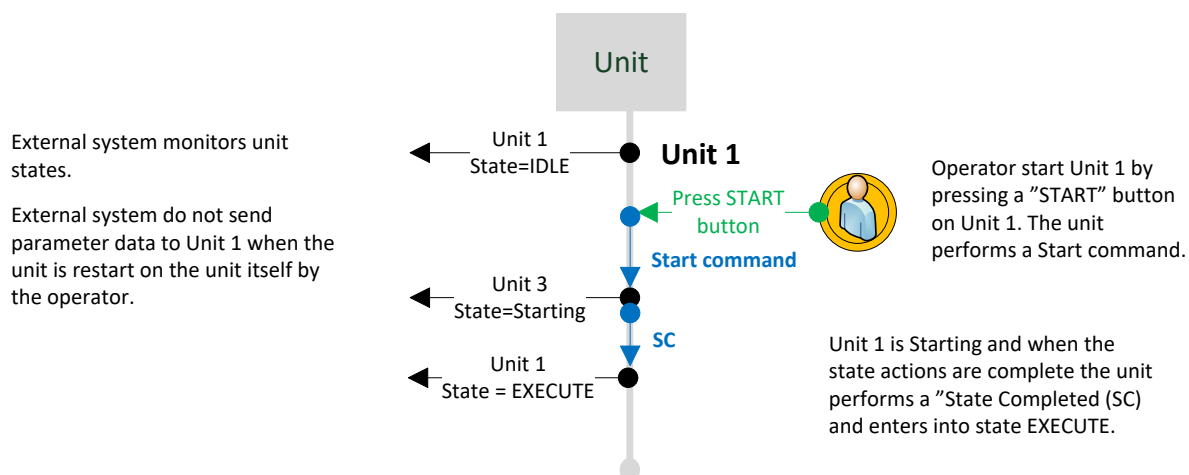 Unit
External system monitors unit
states.
External system do not send
parameter data to Unit 1 when the
unit is restart on the unit itself by
the operator.
Unit 1
State=IDLE
Unit 1
Press START
button
Operator start Unit 1 by
pressing a ”START” button
on Unit 1. The unit
performs a Start command.
Start command
Unit 3
State=Starting
SC
Unit 1
State = EXECUTE
Unit 1 is Starting and when the
state actions are complete the unit
performs a ”State Completed (SC)
and enters into state EXECUTE.